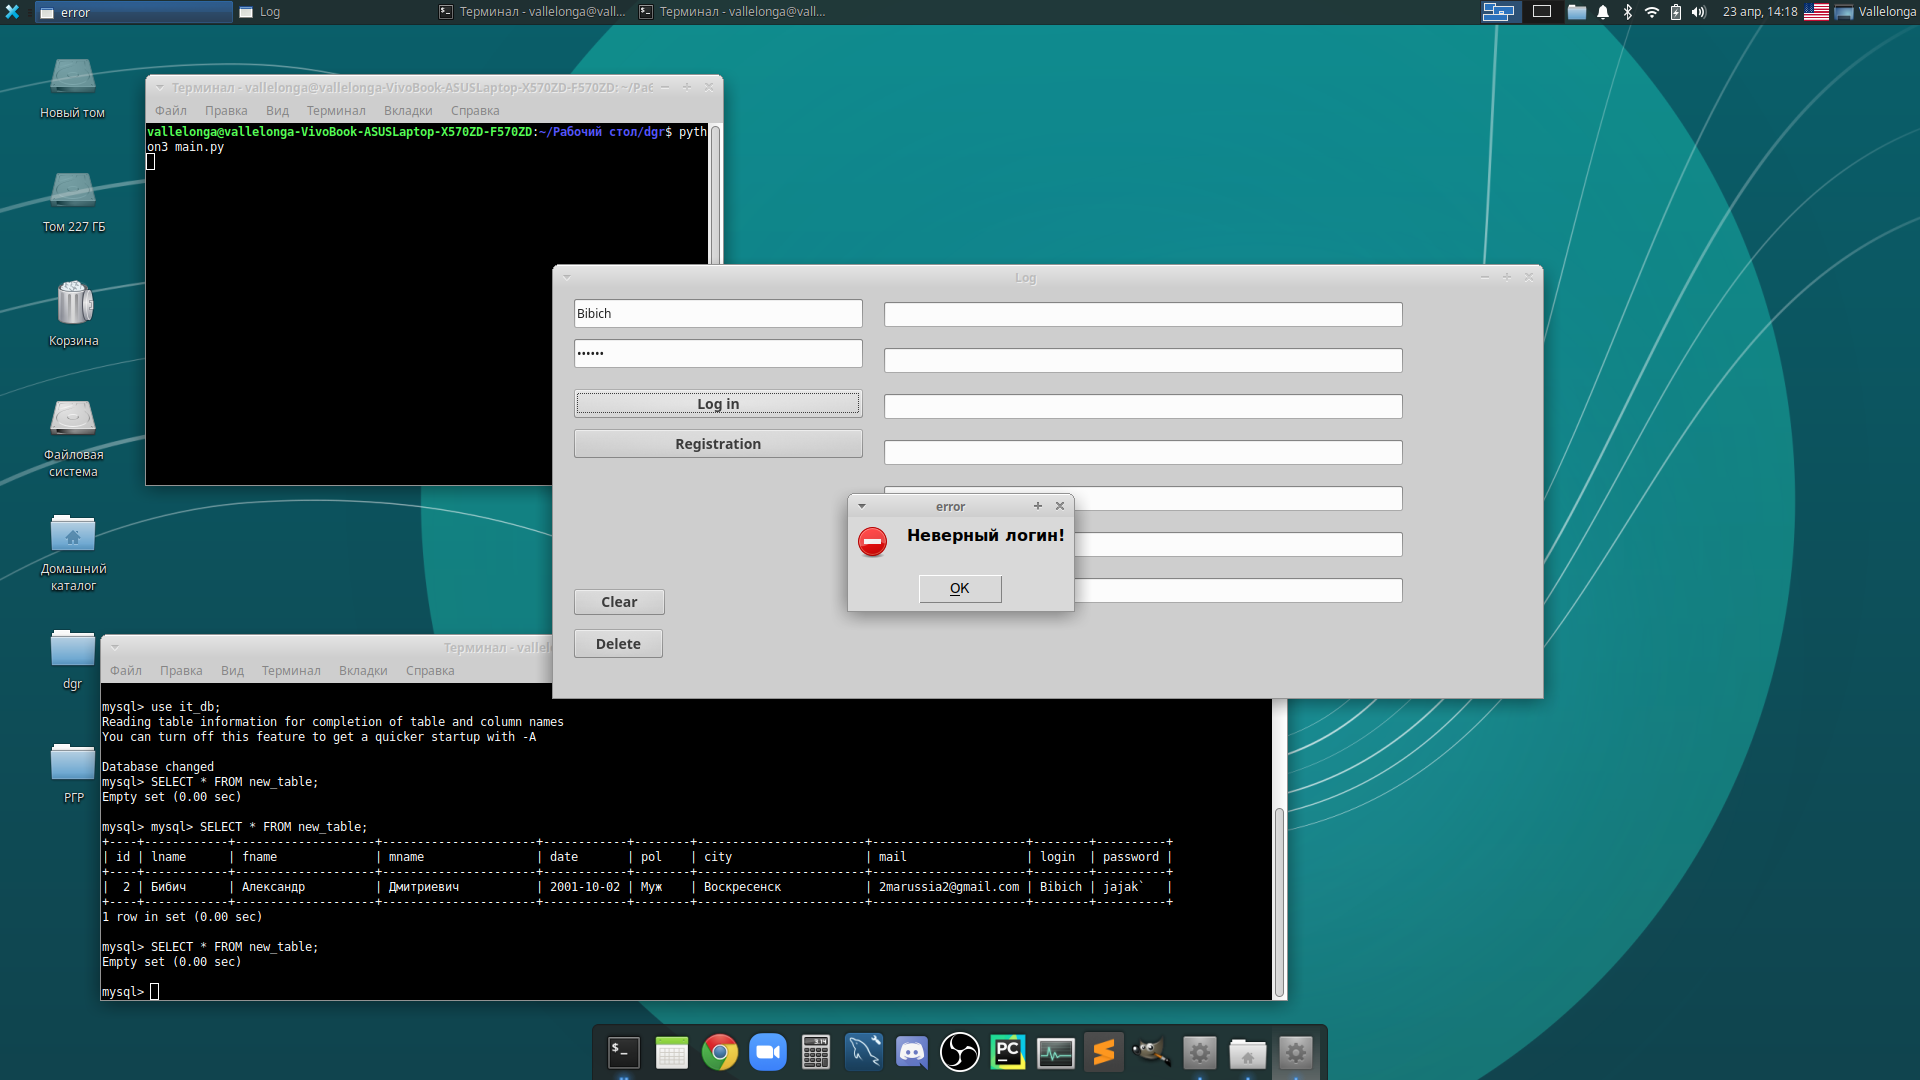 error
Log
Терминал - vallelonga@vall...
Терминал - vallelonga@vall...
23 апр, 14:18
Vallelonga
Новый том
Том 227 ГБ
Корзина
Файловая
система
Домашний
каталог
dgr
РГР
Терминал - vallelonga@vallelonga-VivoBook-ASUSLaptop-X570ZD-F570ZD: ~/Раб
Файл Правка Вид Терминал Вкладки Справка
vallelonga@vallelonga-VivoBook-ASUSLaptop-X570ZD-F570ZD:~/Рабочий стол/dgr$ pyth
on3 main.py
Log
Bibich
••••••
Log in
Registration
Clear
Delete
error
Неверный логин!
OK
Терминал - vallel
Файл Правка Вид Терминал Вкладки Справка
mysql> use it_db;
Reading table information for completion of table and column names
You can turn off this feature to get a quicker startup with -A
Database changed
mysql> SELECT * FROM new_table;
Empty set (0.00 sec)
mysql> mysql> SELECT * FROM new_table;
+----+------------+--------------------+----------------------+------------+--------+------------------------+----------------------+--------+----------+
| id | lname | fname | mname | date | pol | city | mail | login | password |
+----+------------+--------------------+----------------------+------------+--------+------------------------+----------------------+--------+----------+
| 2 | Бибич | Александр | Дмитриевич | 2001-10-02 | Муж | Воскресенск | 2marussia2@gmail.com | Bibich | jajak` |
+----+------------+--------------------+----------------------+------------+--------+------------------------+----------------------+--------+----------+
1 row in set (0.00 sec)
mysql> SELECT * FROM new_table;
Empty set (0.00 sec)
mysql>
$_
3.14
PC